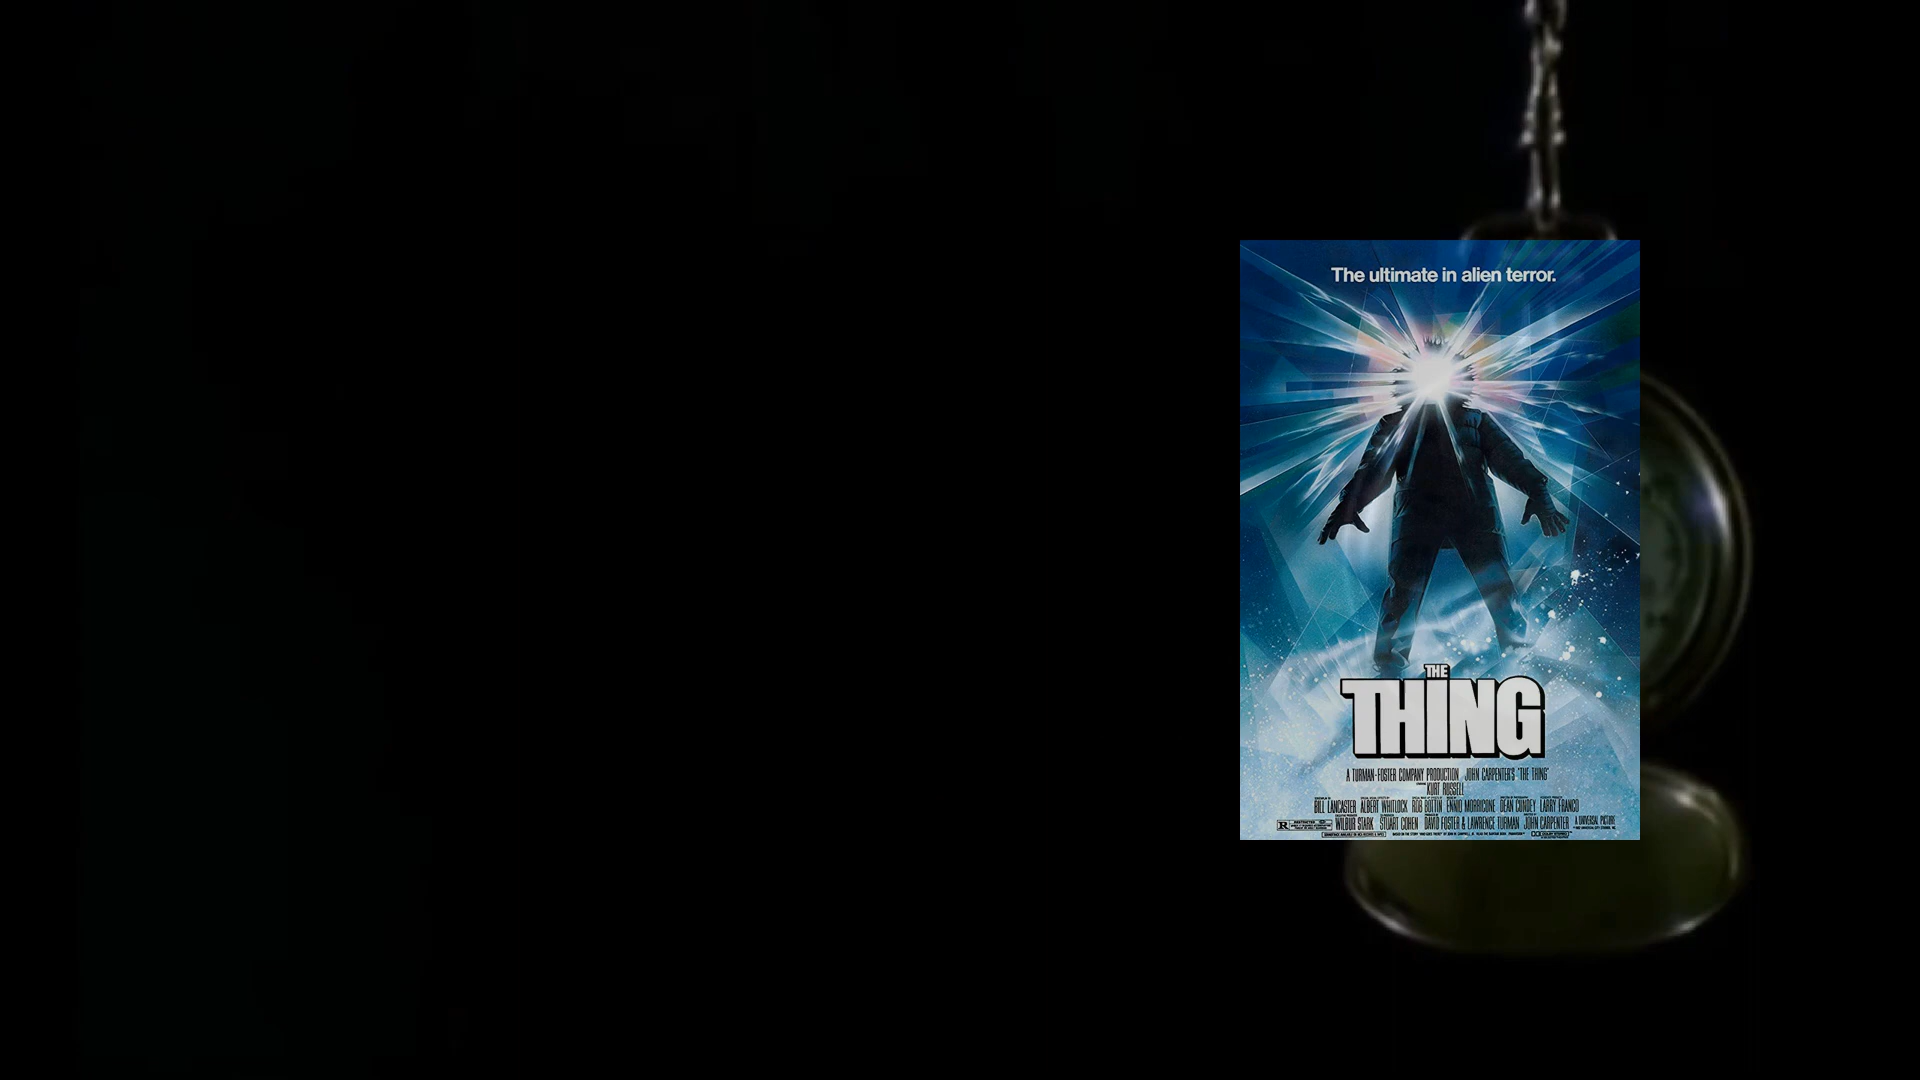 The ultimate in alien terror.
THE
THING
A TURMAN-FOSTER COMPANY PRODUCTION JOHN CARPENTER'S "THE THING"
KURT RUSSELL
BILL LANCASTER ALBERT WHITLOCK ROB BOTTIN ENNIO MORRICONE DEAN CUNDEY LARRY FRANCO
R RESTRICTED WILBUR STARK STUART COHEN DAVID FOSTER & LAWRENCE TURMAN JOHN CARPENTER A UNIVERSAL PICTURE